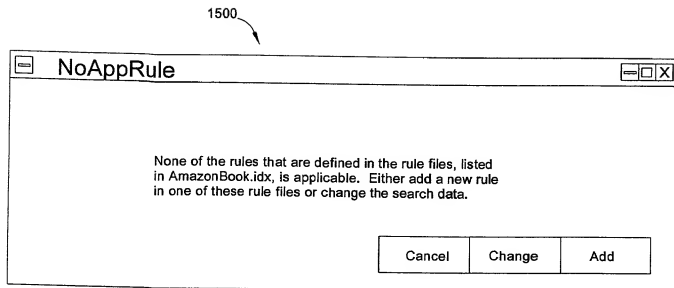 1500
NoAppRule
None of the rules that are defined in the rule files, listed
in AmazonBook.idx, is applicable. Either add a new rule
in one of these rule files or change the search data.
Cancel Change Add